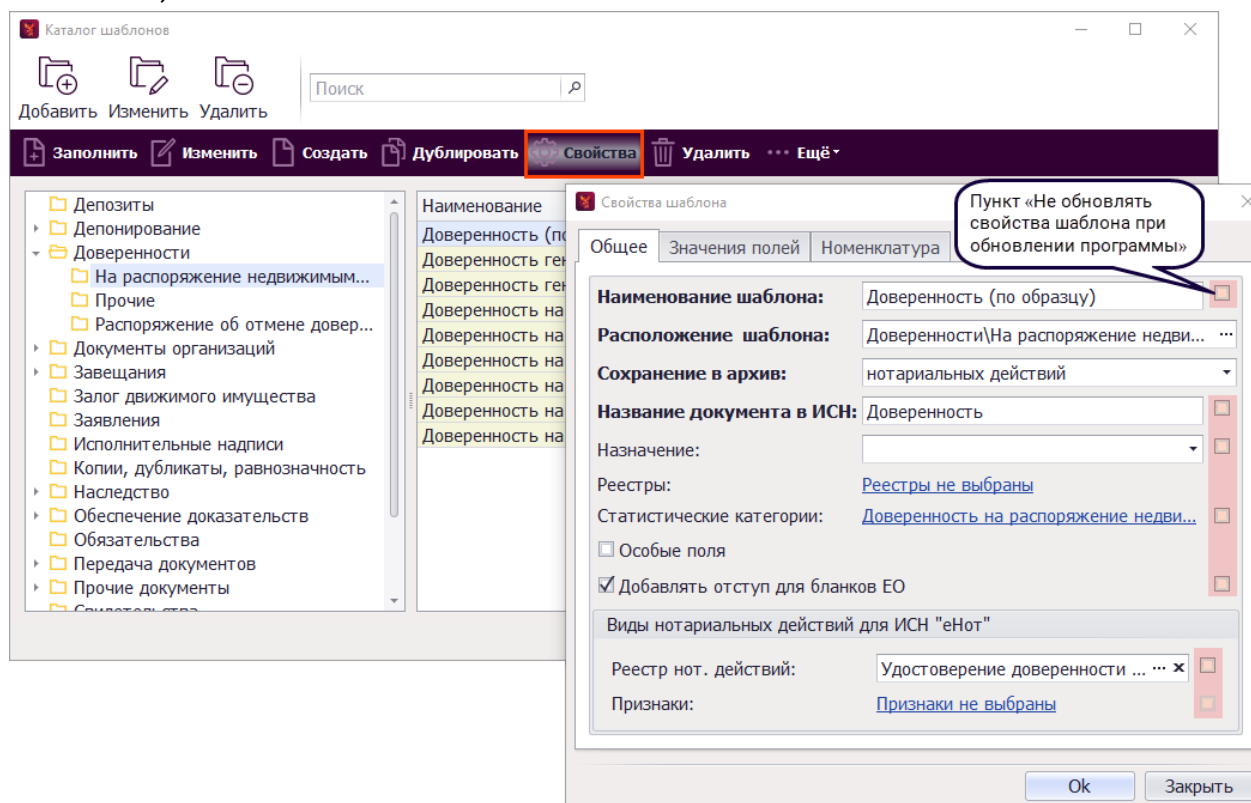 Каталог шаблонов
Добавить Изменить Удалить
Поиск
Заполнить Изменить Создать Дублировать Свойства Удалить ··· Ещё
Депозиты
Депонирование
Доверенности
На распоряжение недвижимым...
Прочие
Распоряжение об отмене довер...
Документы организаций
Завещания
Залог движимого имущества
Заявления
Исполнительные надписи
Копии, дубликаты, равнозначность
Наследство
Обеспечение доказательств
Обязательства
Передача документов
Прочие документы
Наименование
Доверенность (по
Доверенность ген
Доверенность ген
Доверенность на
Доверенность на
Доверенность на
Доверенность на
Доверенность на
Доверенность на
Свойства шаблона
Пункт «Не обновлять
свойства шаблона при
обновлении программы»
Общее Значения полей Номенклатура
Наименование шаблона: Доверенность (по образцу)
Расположение шаблона: Доверенности\На распоряжение недви... ...
Сохранение в архив: нотариальных действий
Название документа в ИСН: Доверенность
Назначение:
Реестры: Реестры не выбраны
Статистические категории: Доверенность на распоряжение недви...
Особые поля
Добавлять отступ для бланков ЕО
Виды нотариальных действий для ИСН "еНот"
Реестр нот. действий: Удостоверение доверенности ... ... x
Признаки: Признаки не выбраны
Ok Закрыть